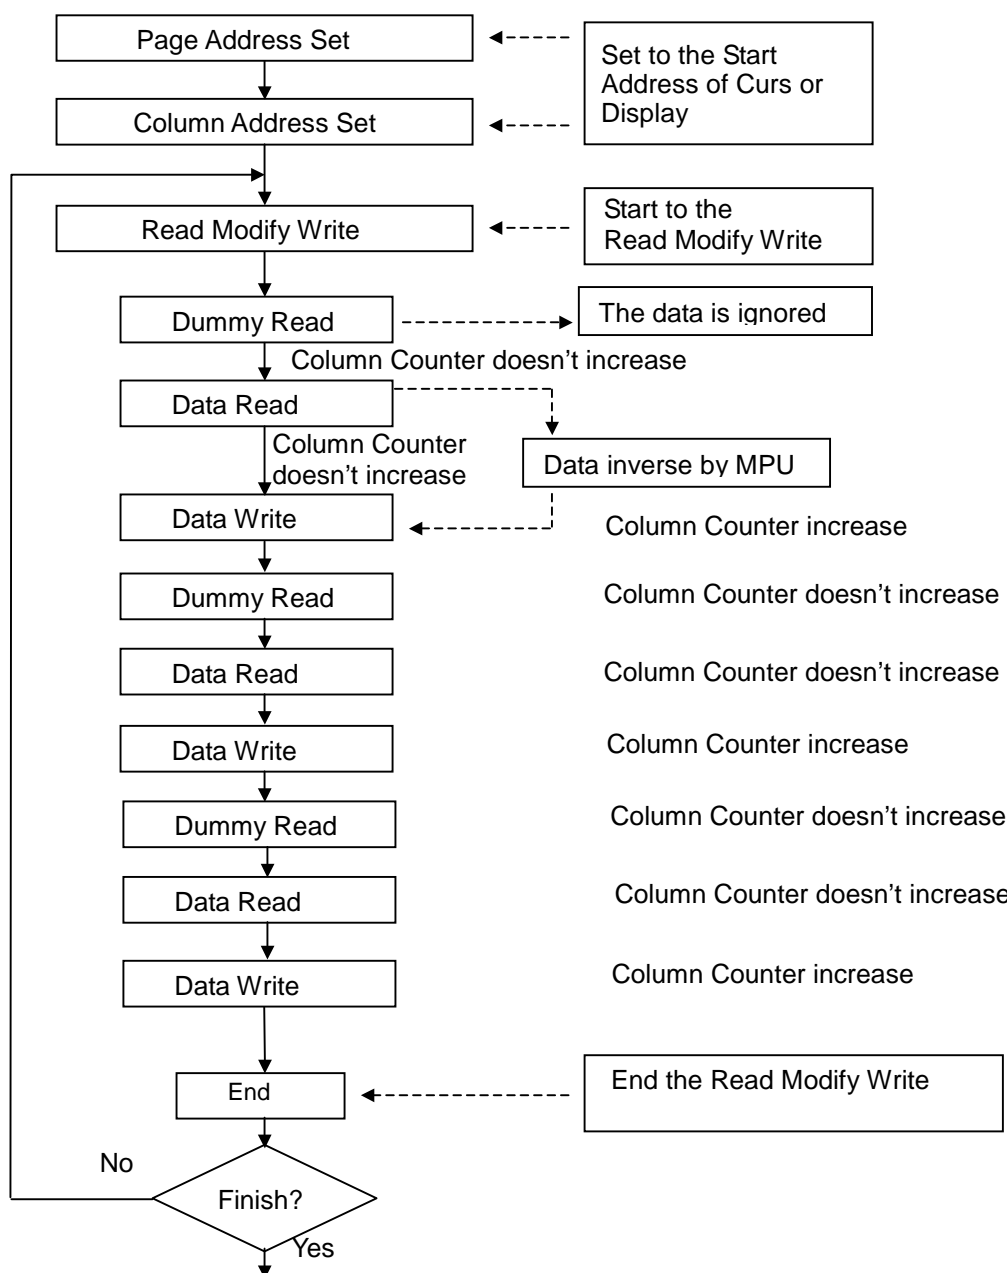 Page Address Set
Set to the Start
Address of Curs or
Display
Column Address Set
Read Modify Write
Start to the
Read Modify Write
Dummy Read
The data is ignored
Column Counter doesn't increase
Data Read
Column Counter
doesn't increase
Data inverse by MPU
Data Write
Column Counter increase
Dummy Read
Column Counter doesn't increase
Data Read
Column Counter doesn't increase
Data Write
Column Counter increase
Dummy Read
Column Counter doesn't increase
Data Read
Column Counter doesn't increase
Data Write
Column Counter increase
End
End the Read Modify Write
No
Finish?
Yes